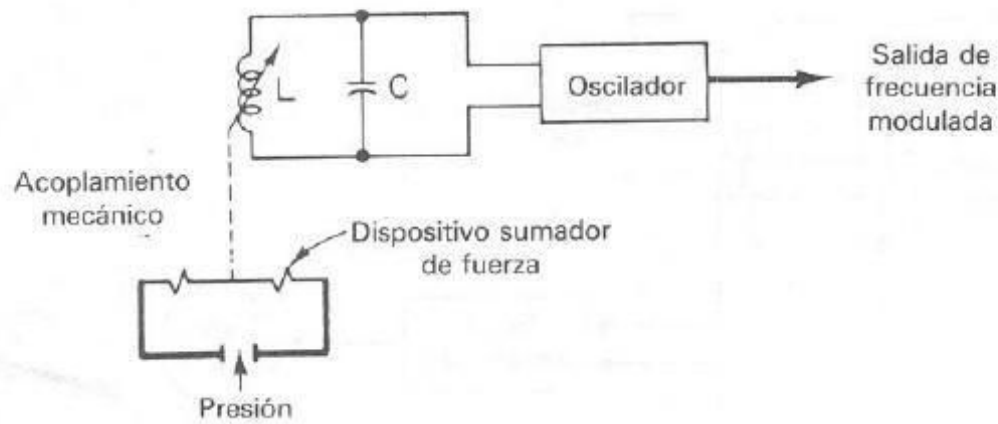 L
C
Oscilador
Salida de
frecuencia
modulada
Acoplamiento
mecánico
Dispositivo sumador
de fuerza
Presión